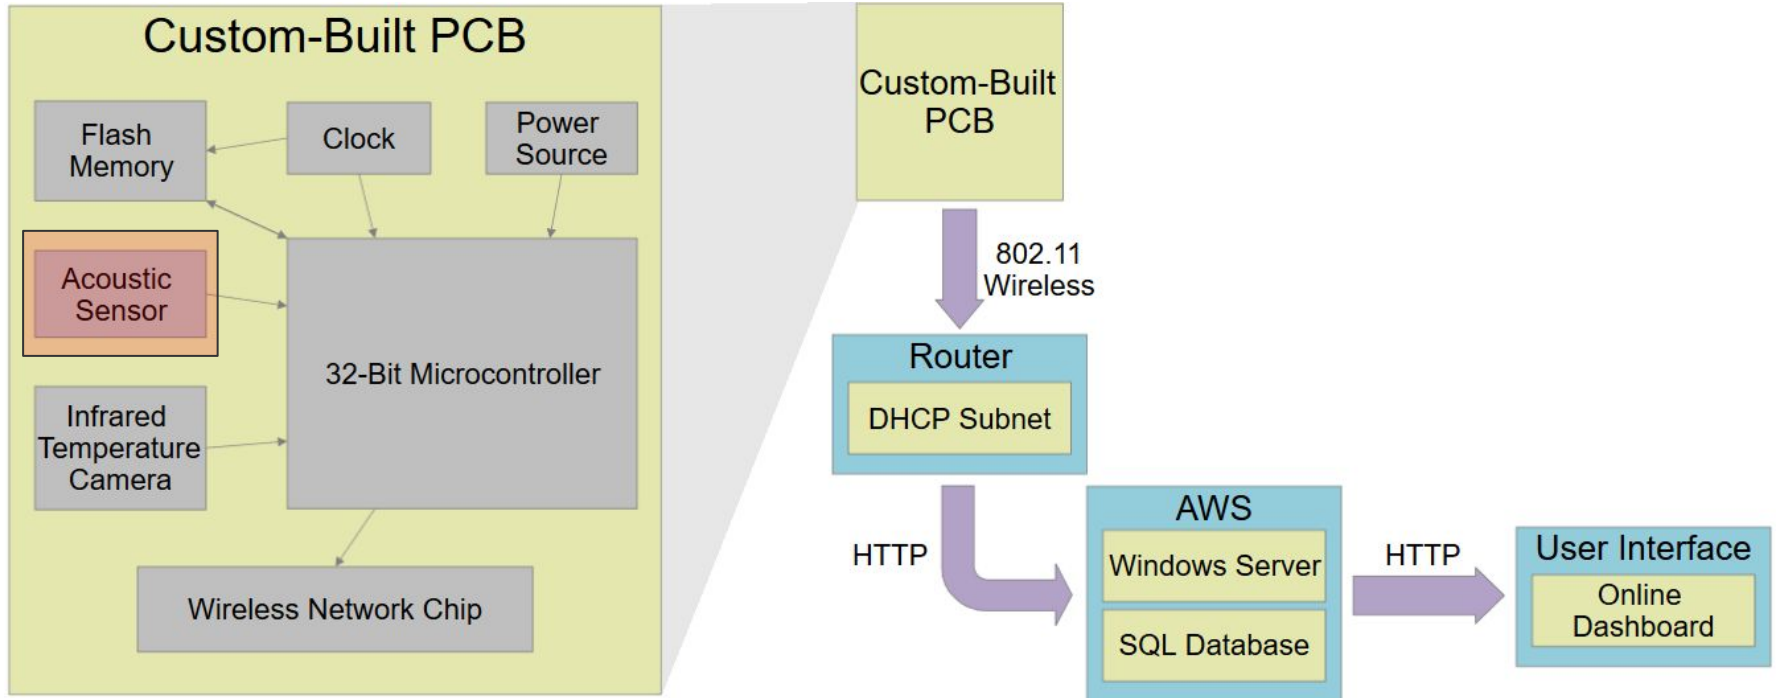 Custom-Built PCB
Flash
Memory
Clock
Power
Source
Acoustic
Sensor
32-Bit Microcontroller
Infrared
Temperature
Camera
Wireless Network Chip
Custom-Built
PCB
802.11
Wireless
Router
DHCP Subnet
HTTP
AWS
Windows Server
SQL Database
HTTP
User Interface
Online
Dashboard